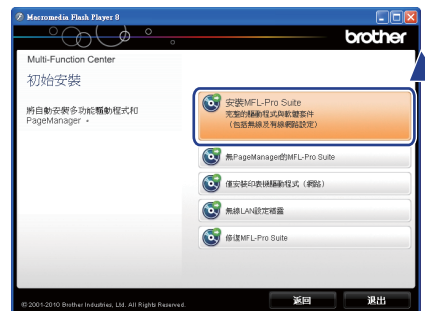 Macromedia Flash Player 8
brother
Multi-Function Center
初始安裝
將自動安裝多功能驅動程式和
PageManager。
安裝MFL-Pro Suite
完整的驅動程式與軟體套件
（包括無線及有線網路設定）
無PageManager的MFL-Pro Suite
僅安裝印表機驅動程式（網路）
無線LAN設定精靈
修復MFL-Pro Suite
© 2001-2010 Brother Industries, Ltd. All Rights Reserved.
返回
退出